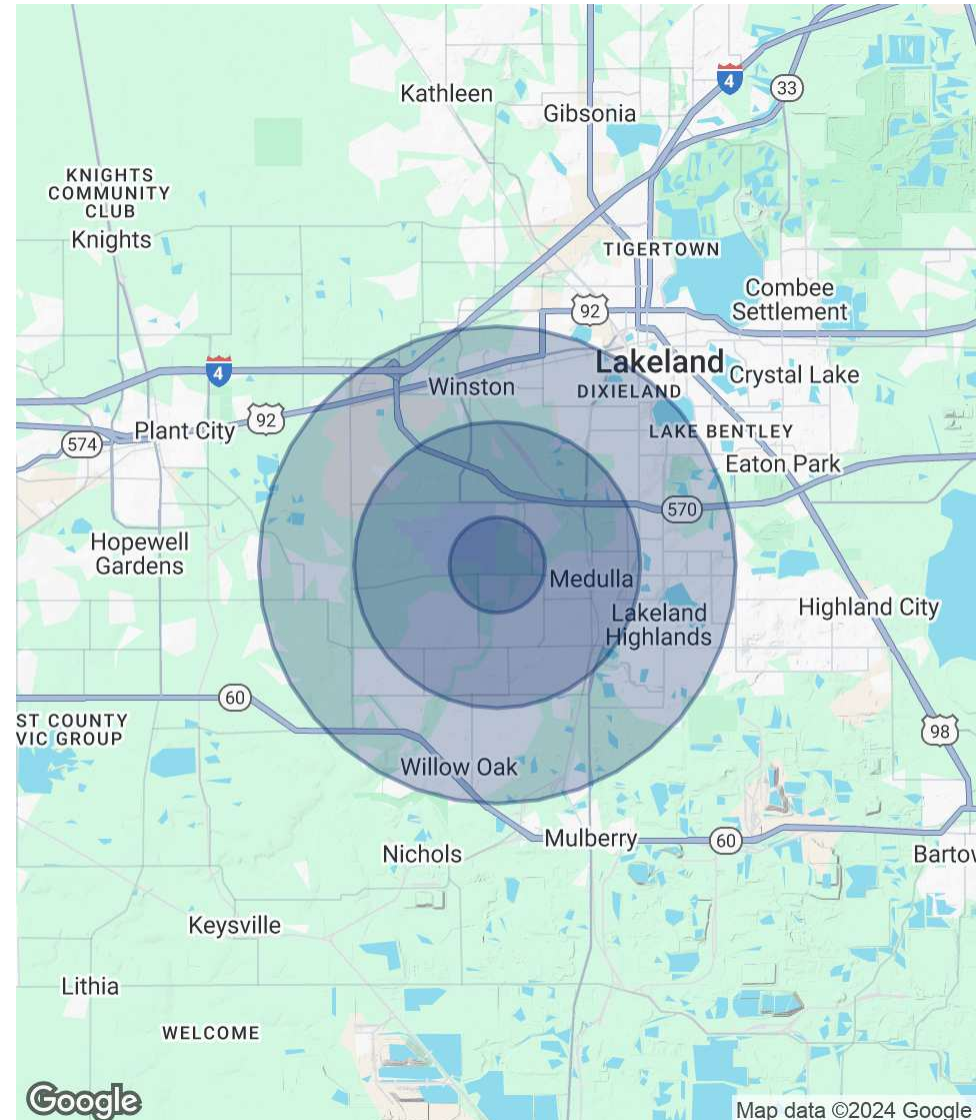 Kathleen
4
33
Gibsonia
KNIGHTS
COMMUNITY
CLUB
Knights
TIGERTOWN
Combee
Settlement
92
Lakeland
4
Winston
DIXIELAND
Crystal Lake
92
Plant City
574
LAKE BENTLEY
Eaton Park
570
Hopewell
Gardens
Medulla
Lakeland
Highlands
Highland City
60
ST COUNTY
VIC GROUP
98
Willow Oak
Mulberry
60
Nichols
Bartow
Keysville
Lithia
WELCOME
Google
Map data ©2024 Google